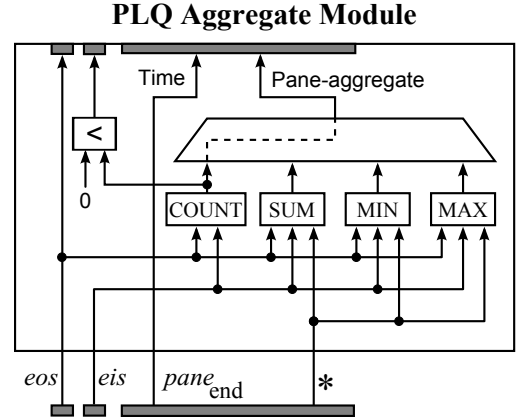 PLQ Aggregate Module
Time
Pane-aggregate
<
0
COUNT
SUM
MIN
MAX
eos
eis
pane_end
*